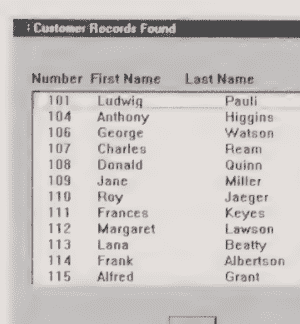 : Customer Records Found
Number First Name Last Name
101 Ludwig Pauli
104 Anthony Higgins
106 George Watson
107 Charles Ream
108 Donald Quinn
109 Jane Miller
110 Roy Jaeger
111 Frances Keyes
112 Margaret Lawson
113 Lana Beatty
114 Frank Albertson
115 Alfred Grant